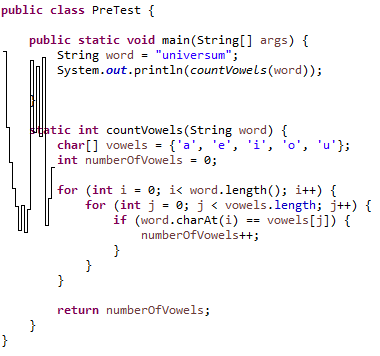 public class PreTest {
public static void main(String[] args) {
String word = "universum";
System.out.println(countVowels(word));
}
static int countVowels(String word) {
char[] vowels = {'a', 'e', 'i', 'o', 'u'};
int numberOfVowels = 0;
for (int i = 0; i< word.length(); i++) {
for (int j = 0; j < vowels.length; j++) {
if (word.charAt(i) == vowels[j]) {
numberOfVowels++;
}
}
}
return numberOfVowels;
}
}